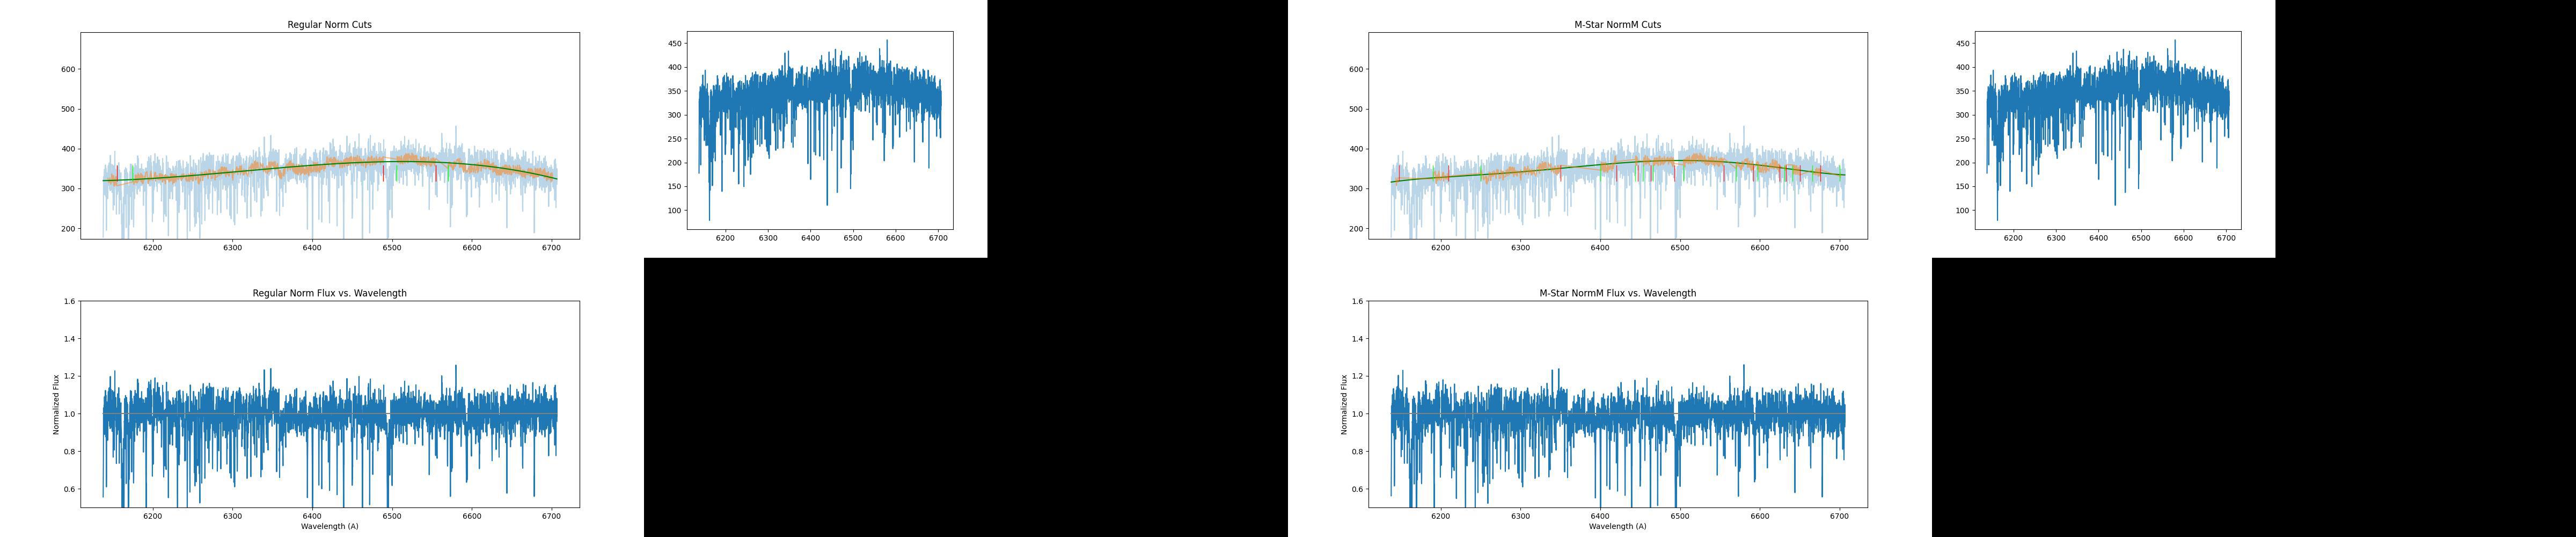 Regular Norm Cuts
600
500
400
300
200
6200 6300 6400 6500 6600 6700
450
400
350
300
250
200
150
100
6200 6300 6400 6500 6600 6700
Regular Norm Flux vs. Wavelength
Normalized Flux
1.6
1.4
1.2
1.0
0.8
0.6
6200 6300 6400 6500 6600 6700
Wavelength (A)
M-Star NormM Cuts
600
500
400
300
200
6200 6300 6400 6500 6600 6700
450
400
350
300
250
200
150
100
6200 6300 6400 6500 6600 6700
M-Star NormM Flux vs. Wavelength
Normalized Flux
1.6
1.4
1.2
1.0
0.8
0.6
6200 6300 6400 6500 6600 6700
Wavelength (A)